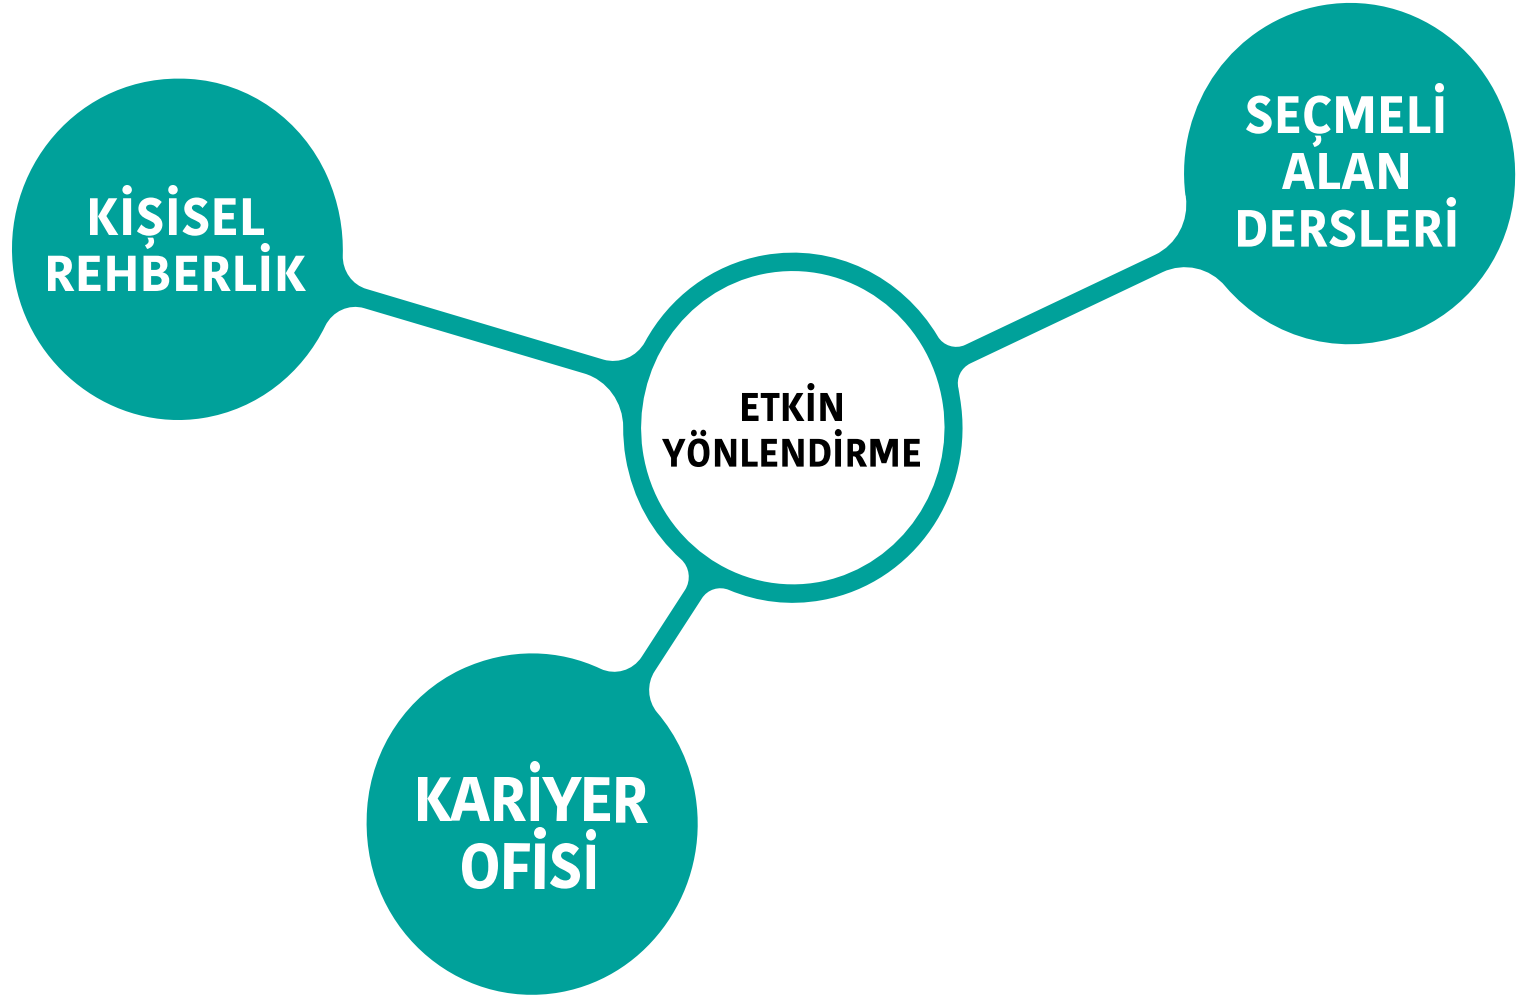 KİŞİSEL
REHBERLİK
SEÇMELİ
ALAN
DERSLERİ
ETKİN
YÖNLENDİRME
KARİYER
OFİSİ